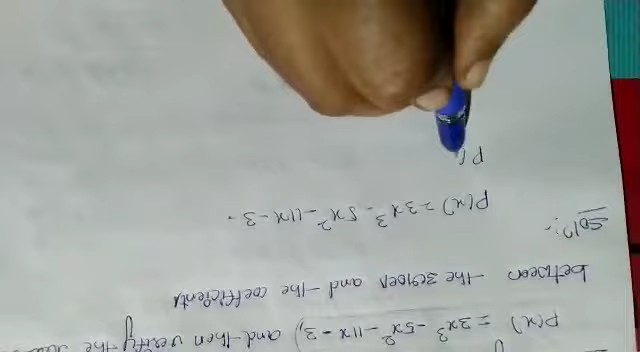 P(x) = 3x³ - 5x² - 11x - 3, and then verify the
between the zeroes and the coefficients
Solⁿ:-
P(x) = 3x³ - 5x² - 11x - 3.
P(